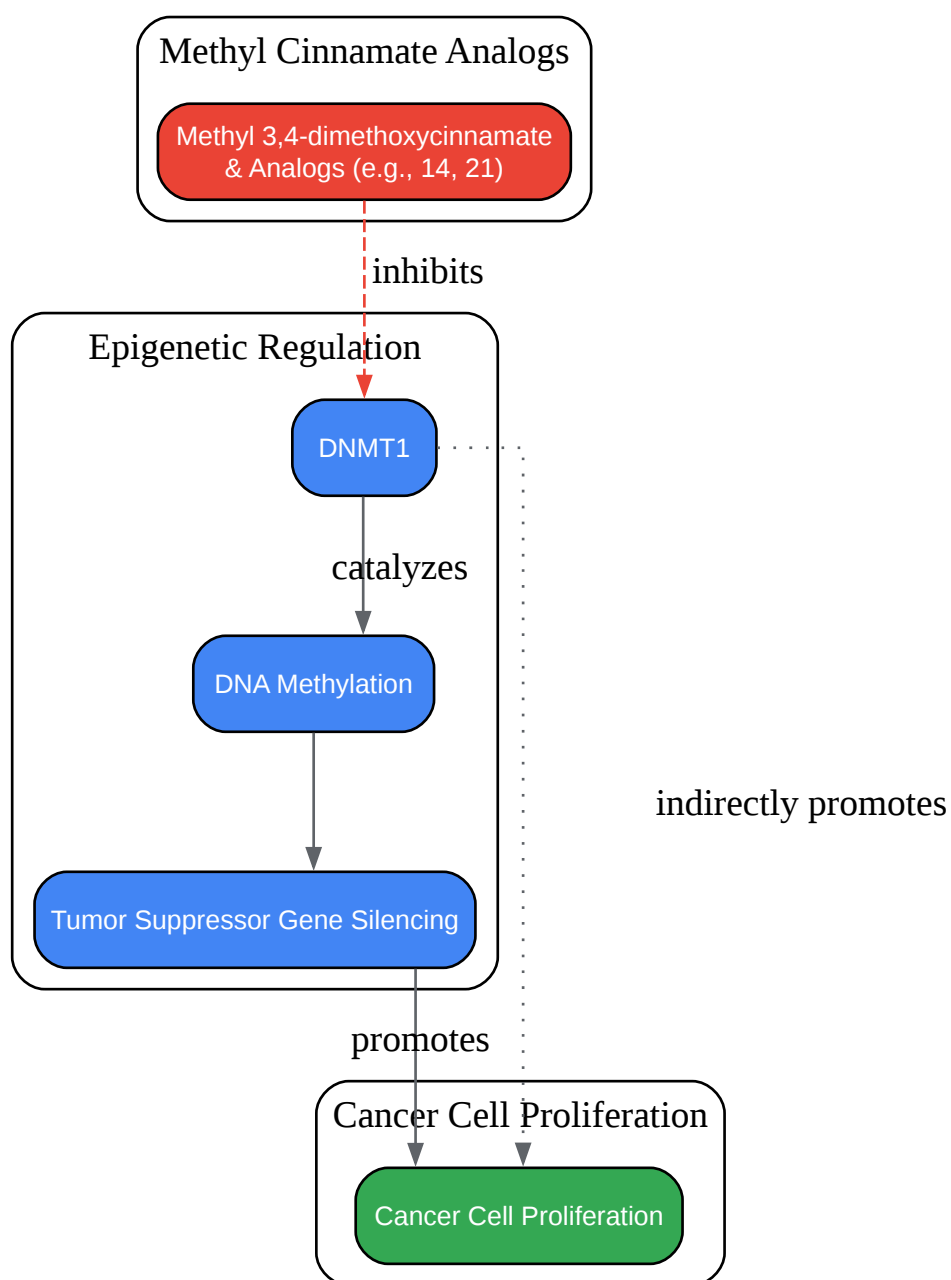 Methyl Cinnamate Analogs
Methyl 3,4-dimethoxycinnamate
& Analogs (e.g., 14, 21)
inhibits
Epigenetic Regulation
DNMT1
catalyzes
DNA Methylation
indirectly promotes
Tumor Suppressor Gene Silencing
promotes
Cancer Cell Proliferation
Cancer Cell Proliferation